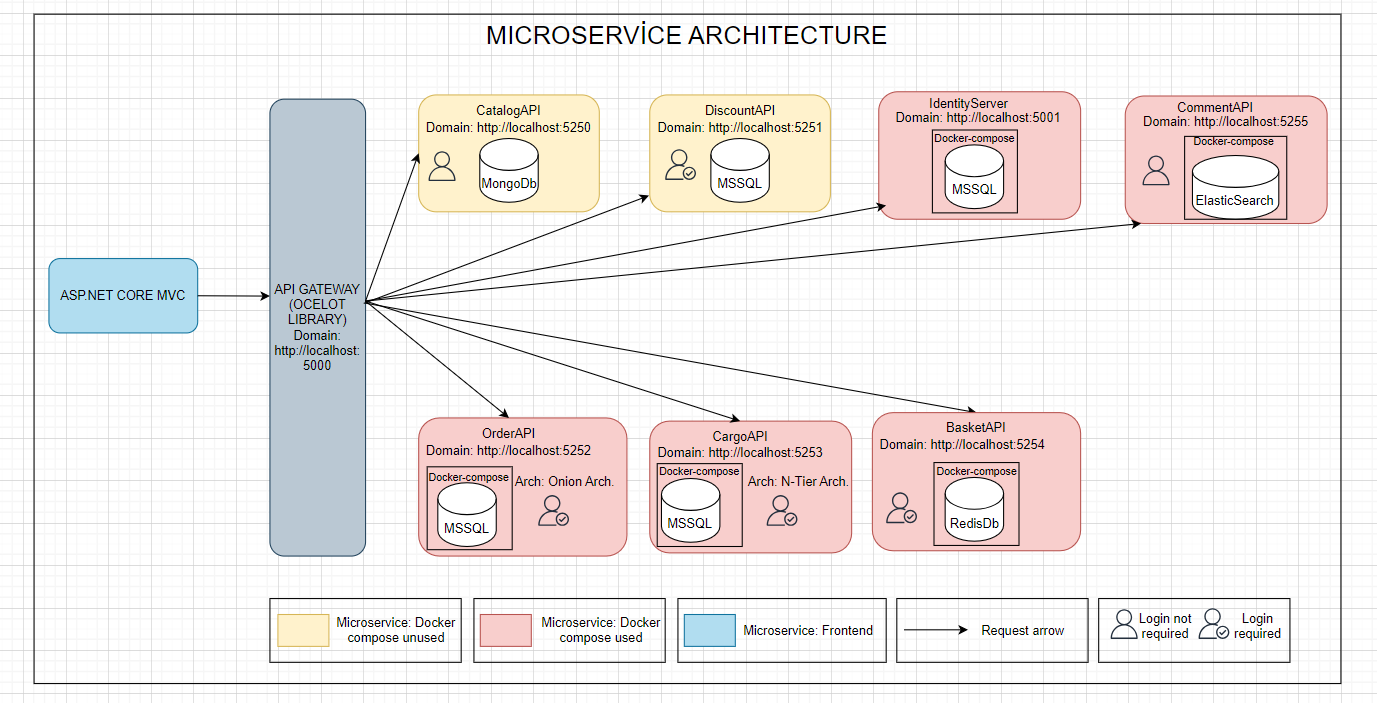 MICROSERVİCE ARCHITECTURE
ASP.NET CORE MVC
API GATEWAY
(OCELOT
LIBRARY)
Domain:
http://localhost:
5000
CatalogAPI
Domain: http://localhost:5250
MongoDb
DiscountAPI
Domain: http://localhost:5251
MSSQL
IdentityServer
Domain: http://localhost:5001
Docker-compose
MSSQL
CommentAPI
Domain: http://localhost:5255
Docker-compose
ElasticSearch
OrderAPI
Domain: http://localhost:5252
Docker-compose
Arch: Onion Arch.
MSSQL
CargoAPI
Domain: http://localhost:5253
Docker-compose
Arch: N-Tier Arch.
MSSQL
BasketAPI
Domain: http://localhost:5254
Docker-compose
RedisDb
Microservice: Docker
compose unused
Microservice: Docker
compose used
Microservice: Frontend
Request arrow
Login not
required
Login
required